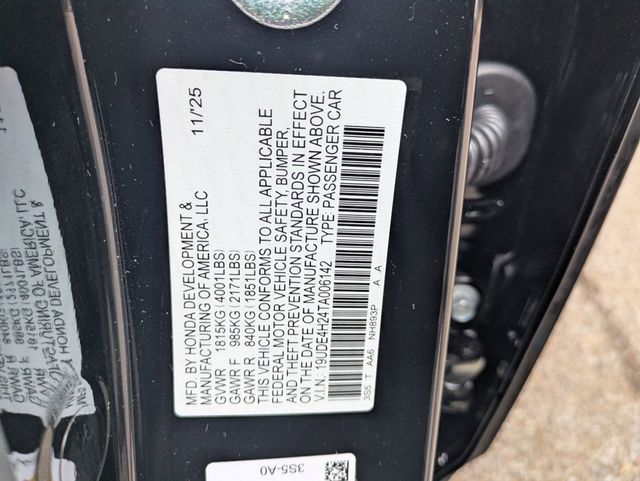 MFD. BY HONDA DEVELOPMENT & 11/25
MANUFACTURING OF AMERICA, LLC
GVWR 1815KG(4001LBS)
GAWR F 985KG(2171LBS)
GAWR R 840KG(1851LBS)
THIS VEHICLE CONFORMS TO ALL APPLICABLE
FEDERAL MOTOR VEHICLE SAFETY, BUMPER,
AND THEFT PREVENTION STANDARDS IN EFFECT
ON THE DATE OF MANUFACTURE SHOWN ABOVE.
V.I.N.: 19UDE4H24TA006142 TYPE: PASSENGER CAR
3S5 T AA6 NH893P A A
3S5-A0